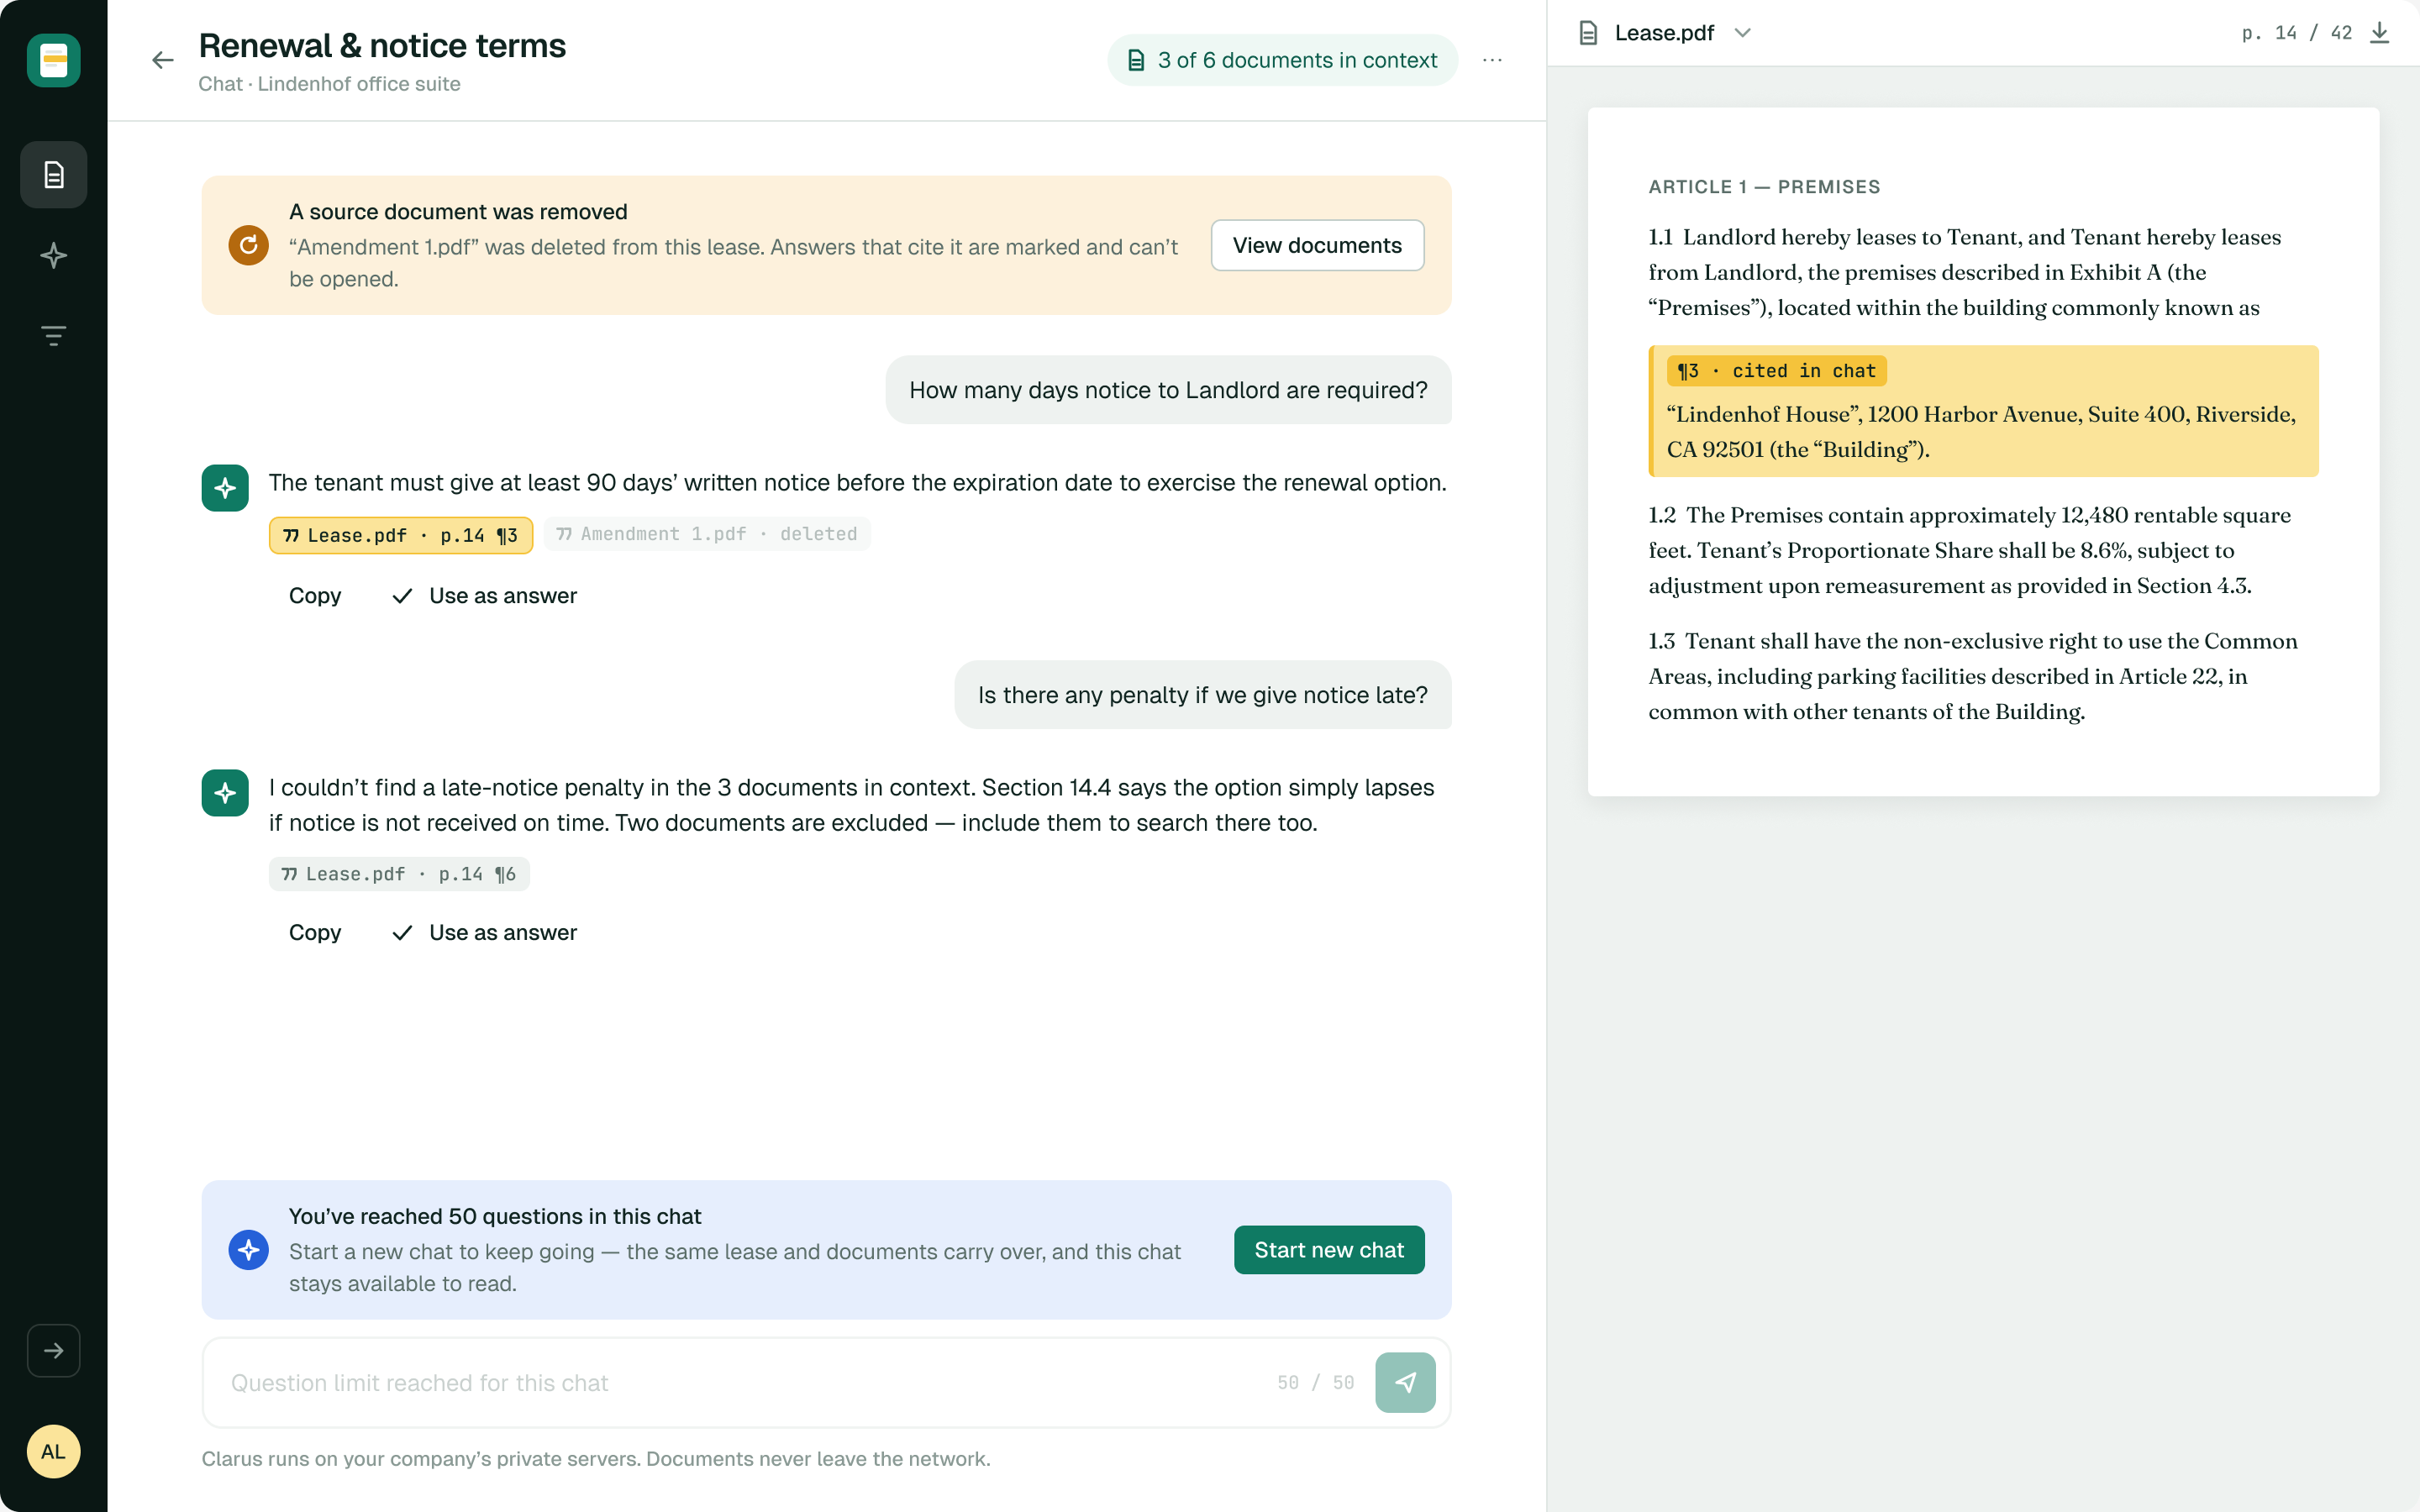 Renewal & notice terms
Chat · Lindenhof office suite
3 of 6 documents in context
A source document was removed
“Amendment 1.pdf” was deleted from this lease. Answers that cite it are marked and can’t
be opened.
View documents
How many days notice to Landlord are required?
The tenant must give at least 90 days’ written notice before the expiration date to exercise the renewal option.
Lease.pdf · p.14 ¶3
Amendment 1.pdf · deleted
Copy
Use as answer
Is there any penalty if we give notice late?
I couldn’t find a late-notice penalty in the 3 documents in context. Section 14.4 says the option simply lapses
if notice is not received on time. Two documents are excluded — include them to search there too.
Lease.pdf · p.14 ¶6
Copy
Use as answer
You’ve reached 50 questions in this chat
Start a new chat to keep going — the same lease and documents carry over, and this chat
stays available to read.
Start new chat
Question limit reached for this chat
50 / 50
Clarus runs on your company’s private servers. Documents never leave the network.
AL
Lease.pdf
p. 14 / 42
ARTICLE 1 — PREMISES
1.1 Landlord hereby leases to Tenant, and Tenant hereby leases
from Landlord, the premises described in Exhibit A (the
“Premises”), located within the building commonly known as
¶3 · cited in chat
“Lindenhof House”, 1200 Harbor Avenue, Suite 400, Riverside,
CA 92501 (the “Building”).
1.2 The Premises contain approximately 12,480 rentable square
feet. Tenant’s Proportionate Share shall be 8.6%, subject to
adjustment upon remeasurement as provided in Section 4.3.
1.3 Tenant shall have the non-exclusive right to use the Common
Areas, including parking facilities described in Article 22, in
common with other tenants of the Building.